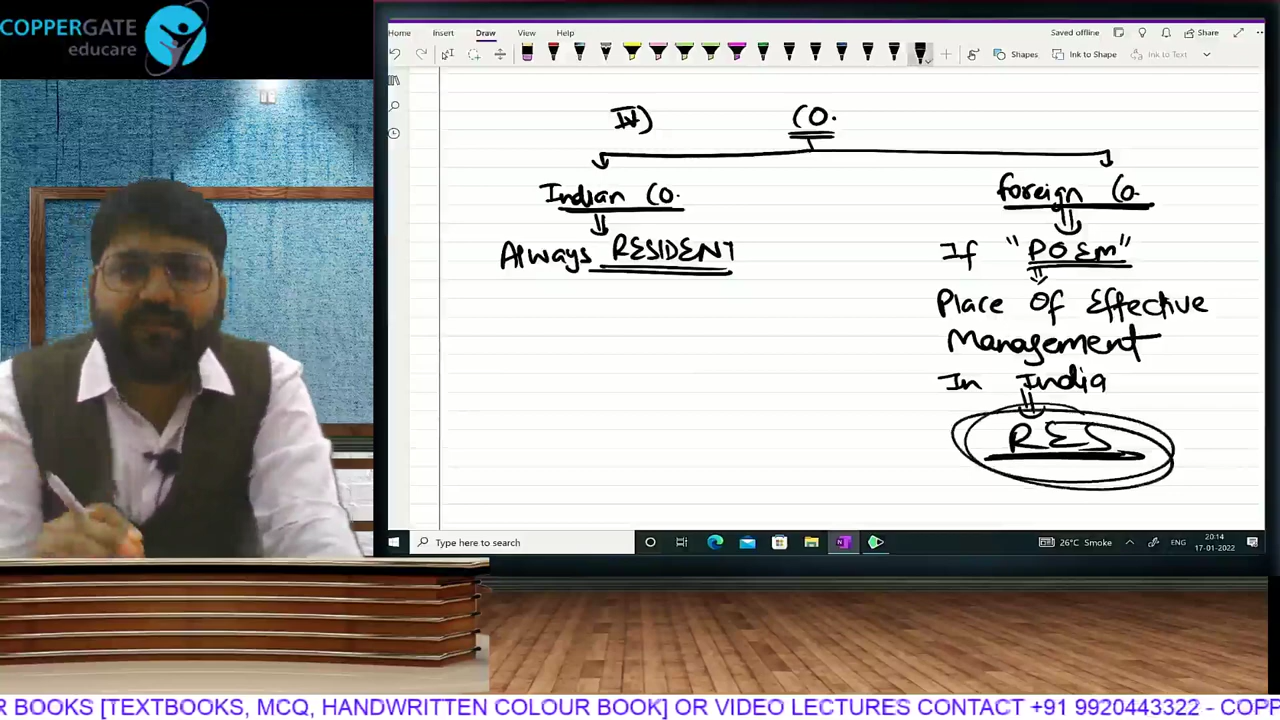 COPPERGATE
educare
Home Insert Draw View Help
Saved offline
Share
Shapes
Ink to Shape
Ink to Text
IV) CO.
Indian CO. foreign CO.
Always RESIDENT
If "POEM"
Place Of Effective
Management
In India
RES
Type here to search
26°C Smoke
ENG
20:14
17-01-2022
R BOOKS [TEXTBOOKS, MCQ, HANDWRITTEN COLOUR BOOK] OR VIDEO LECTURES CONTACT +91 9920443322 - COPP